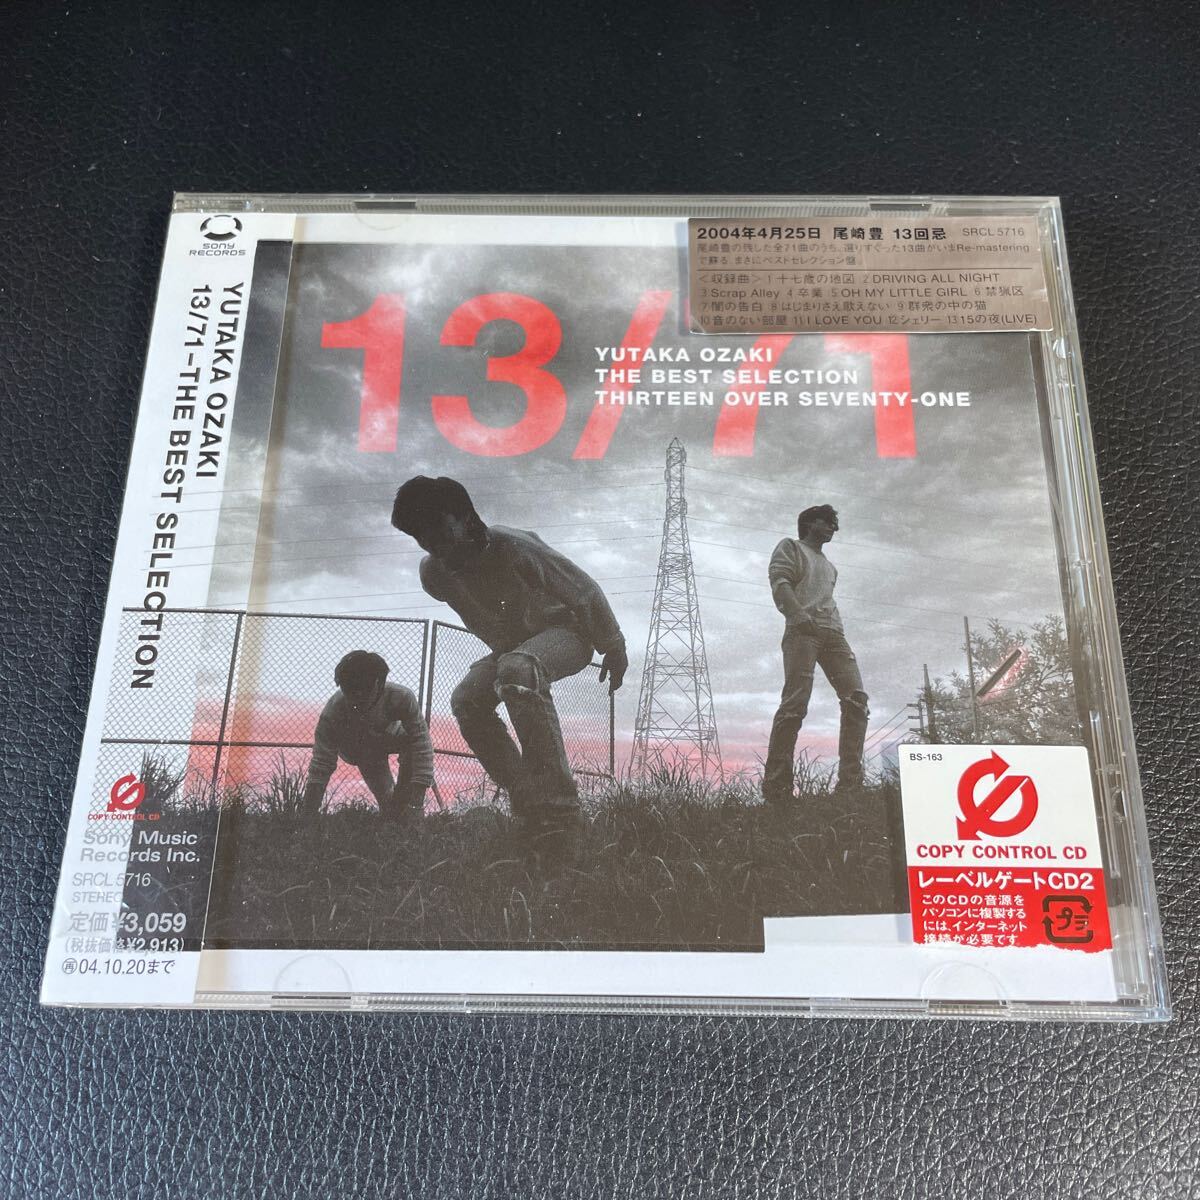 SONY
RECORDS
YUTAKA OZAKI
13/71-THE BEST SELECTION
COPY CONTROL CD
Sony Music
Records Inc.
SRCL 5716
STEREO
定価¥3,059
(税抜価格¥2,913)
再04.10.20まで
2004年4月25日 尾崎豊 13回忌 SRCL 5716
尾崎豊の残した全71曲のうち、選りすぐった13曲がいまRe-mastering
で蘇る、まさにベストセレクション盤。
<収録曲> 1 十七歳の地図 2 DRIVING ALL NIGHT
3 Scrap Alley 4 卒業 5 OH MY LITTLE GIRL 6 禁猟区
7 闇の告白 8 はじまりさえ歌えない 9 群衆の中の猫
10 音のない部屋 11 I LOVE YOU 12 シェリー 13 15の夜(LIVE)
13/71
YUTAKA OZAKI
THE BEST SELECTION
THIRTEEN OVER SEVENTY-ONE
BS-163
COPY CONTROL CD
レーベルゲートCD2
このCDの音源を
パソコンに複製する
には、インターネット
接続が必要です
プラ